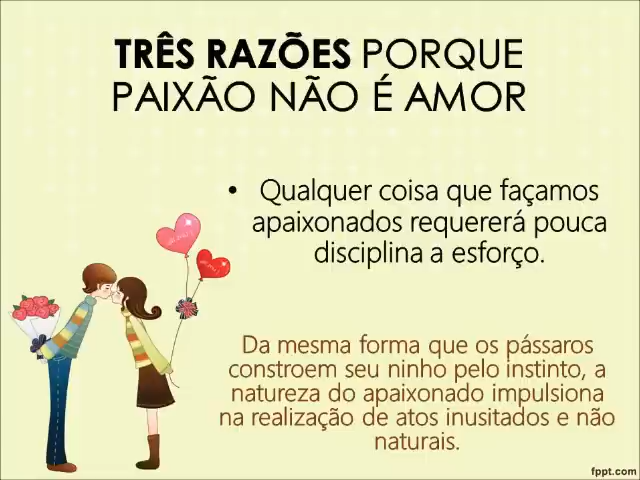 TRÊS RAZÕES PORQUE
PAIXÃO NÃO É AMOR
• Qualquer coisa que façamos
apaixonados requererá pouca
disciplina a esforço.
Da mesma forma que os pássaros
constroem seu ninho pelo instinto, a
natureza do apaixonado impulsiona
na realização de atos inusitados e não
naturais.
fppt.com